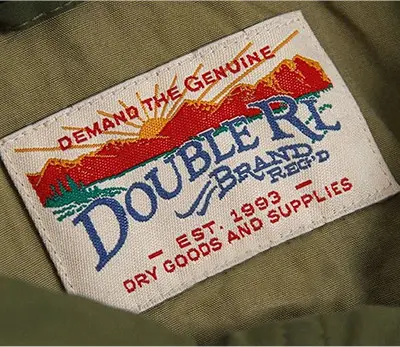 DEMAND THE GENUINE
DOUBLE RL
BRAND
REG'D
EST. 1993
DRY GOODS AND SUPPLIES